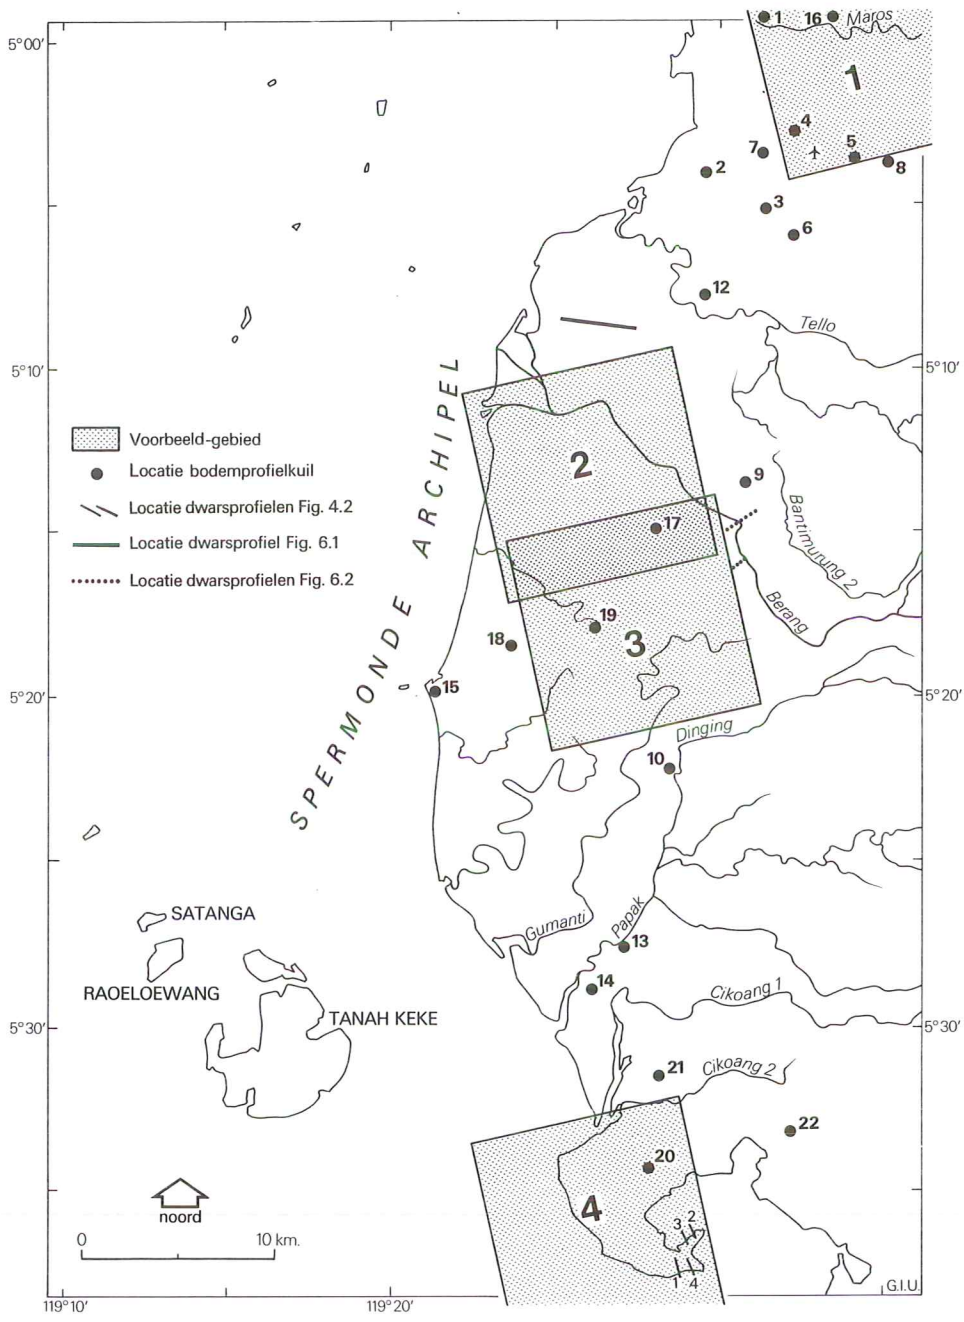 5°00'
1
16
Maros
1
4
7
5
8
2
3
6
12
Tello
5°10'
5°10'
SPERMONDE ARCHIPEL
Voorbeeld-gebied
Locatie bodemprofielkuil
Locatie dwarsprofielen Fig. 4.2
Locatie dwarsprofiel Fig. 6.1
Locatie dwarsprofielen Fig. 6.2
2
9
17
Bantimurung 2
Berang
19
18
3
15
5°20'
5°20'
Dinging
10
SATANGA
Gumanti
Papak
13
RAOELOEWANG
14
Cikoang 1
TANAH KEKE
5°30'
5°30'
21
Cikoang 2
22
20
4
3 2
1 4
noord
0 10 km.
G.I.U.
119°10' 119°20'